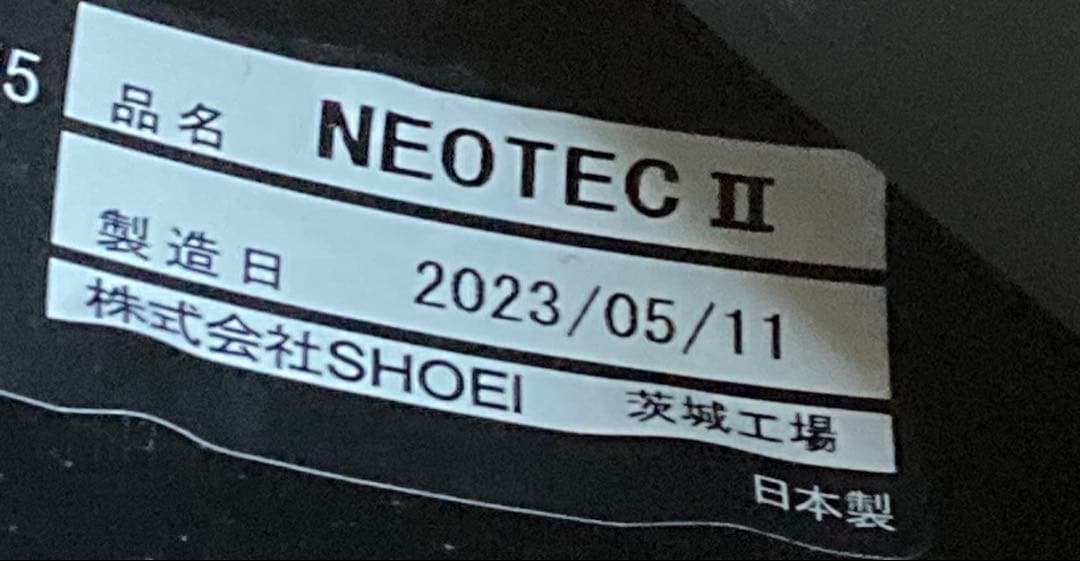 5
品名 NEOTEC II
製造日 2023/05/11
株式会社SHOEI 茨城工場
日本製